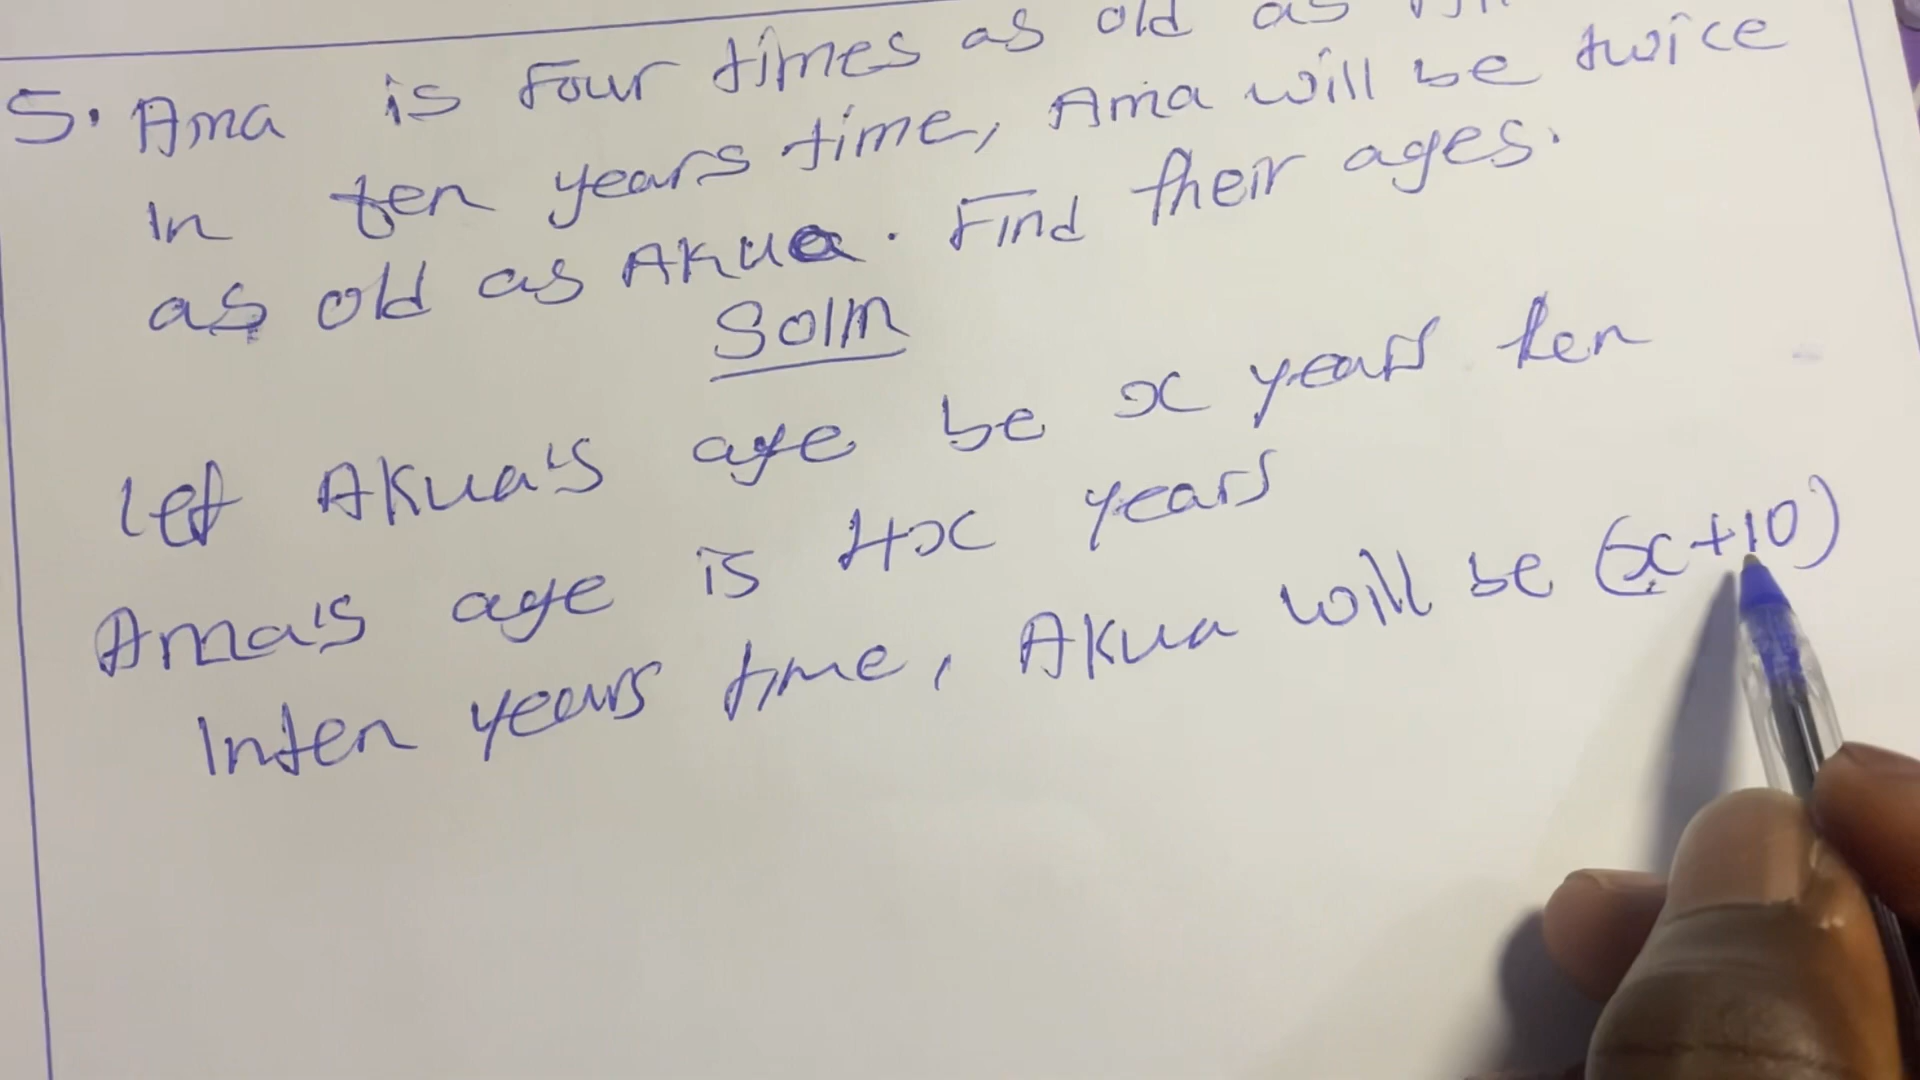 5. Ama is four times as old as
In ten years time, Ama will be twice
as old as Akua. Find their ages.
Soln
let Akua's age be x years ten
Ama's age is 4x years
Inten years time, Akua will be (x+10)